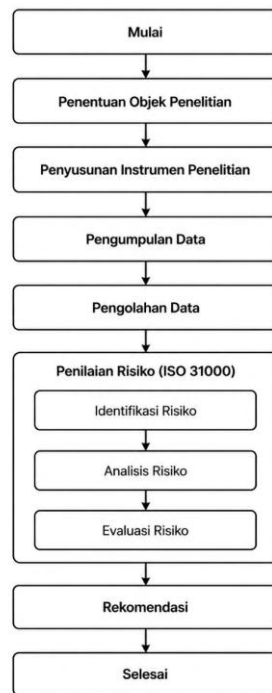 Mulai
Penentuan Objek Penelitian
Penyusunan Instrumen Penelitian
Pengumpulan Data
Pengolahan Data
Penilaian Risiko (ISO 31000)
Identifikasi Risiko
Analisis Risiko
Evaluasi Risiko
Rekomendasi
Selesai